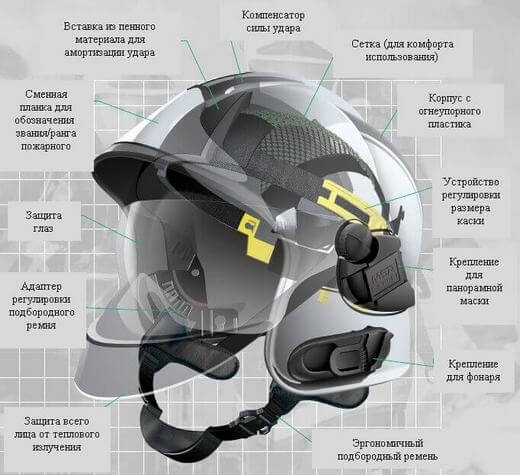 Компенсатор
силы удара
Вставка из пенного
материала для
амортизации удара
Сетка (для комфорта
использования)
Сменная
планка для
обозначения
звания/ранга
пожарного
Корпус с
огнеупорного
пластика
Устройство
регулировки
размера
каски
Защита
глаз
Крепление
для
панорамной
маски
MSA
Адаптер
регулировки
подбородного
ремня
Крепление
для фонаря
Защита всего
лица от теплового
излучения
Эргономичный
подбородный ремень